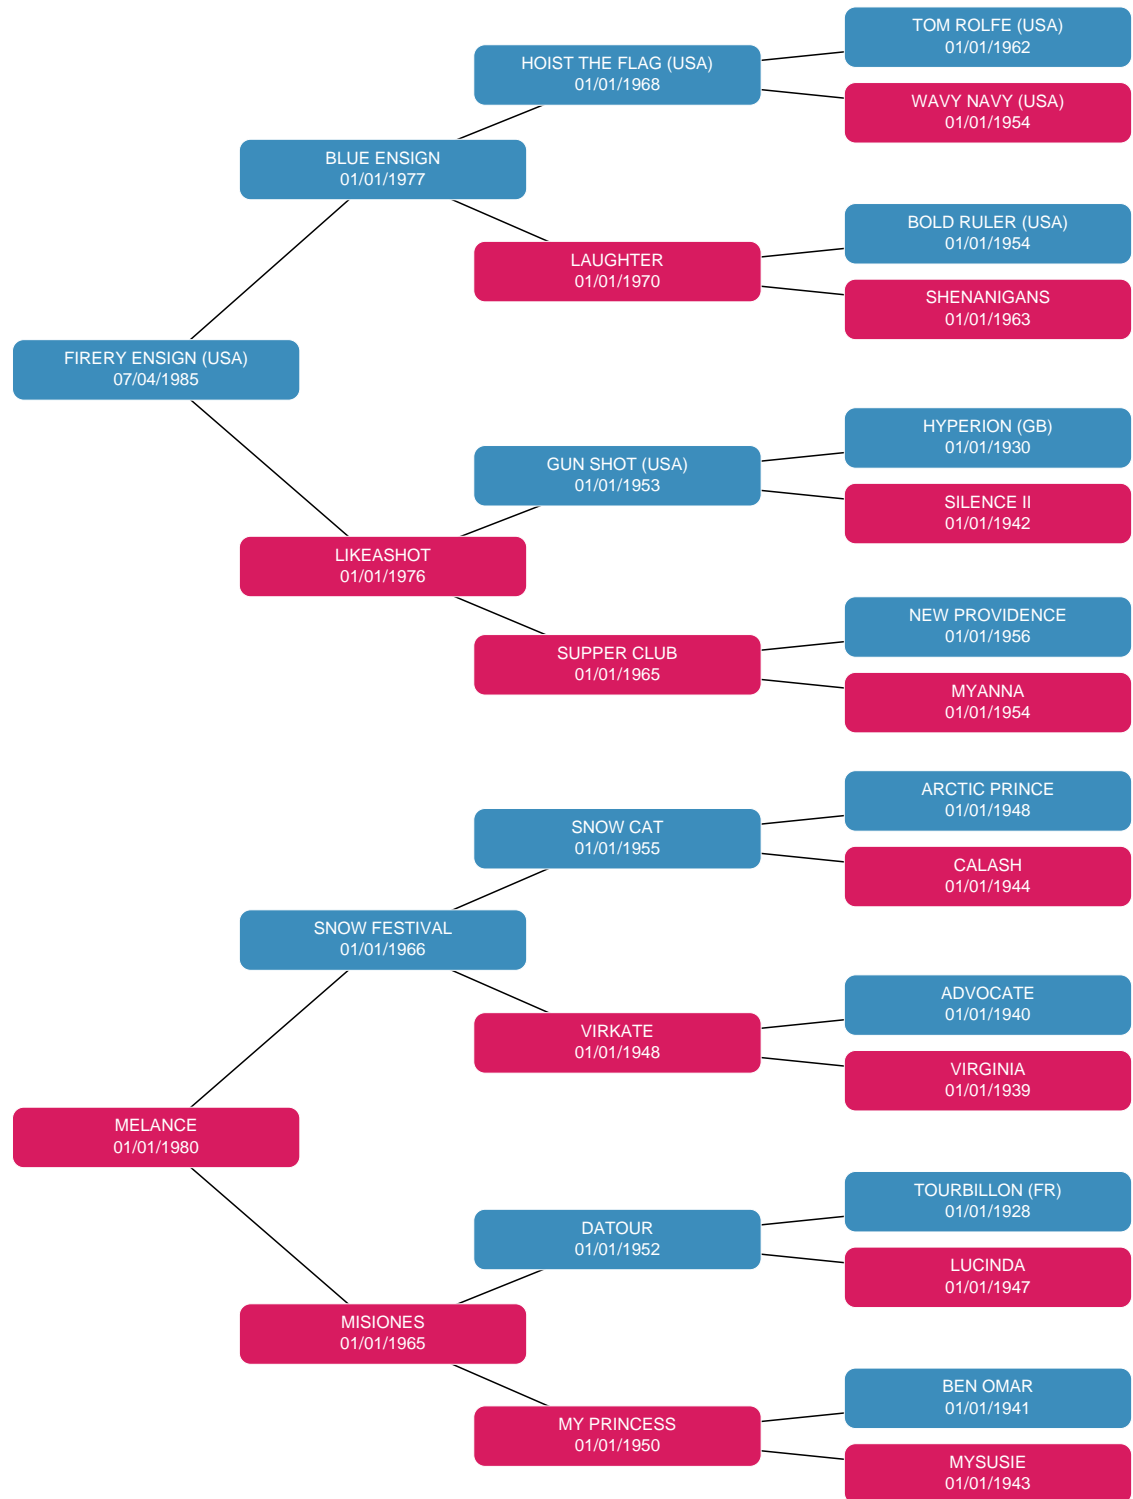 TOM ROLFE (USA)
01/01/1962
HOIST THE FLAG (USA)
01/01/1968
WAVY NAVY (USA)
01/01/1954
BLUE ENSIGN
01/01/1977
BOLD RULER (USA)
01/01/1954
LAUGHTER
01/01/1970
SHENANIGANS
01/01/1963
FIRERY ENSIGN (USA)
07/04/1985
HYPERION (GB)
01/01/1930
GUN SHOT (USA)
01/01/1953
SILENCE II
01/01/1942
LIKEASHOT
01/01/1976
NEW PROVIDENCE
01/01/1956
SUPPER CLUB
01/01/1965
MYANNA
01/01/1954
ARCTIC PRINCE
01/01/1948
SNOW CAT
01/01/1955
CALASH
01/01/1944
SNOW FESTIVAL
01/01/1966
ADVOCATE
01/01/1940
VIRKATE
01/01/1948
VIRGINIA
01/01/1939
MELANCE
01/01/1980
TOURBILLON (FR)
01/01/1928
DATOUR
01/01/1952
LUCINDA
01/01/1947
MISIONES
01/01/1965
BEN OMAR
01/01/1941
MY PRINCESS
01/01/1950
MYSUSIE
01/01/1943